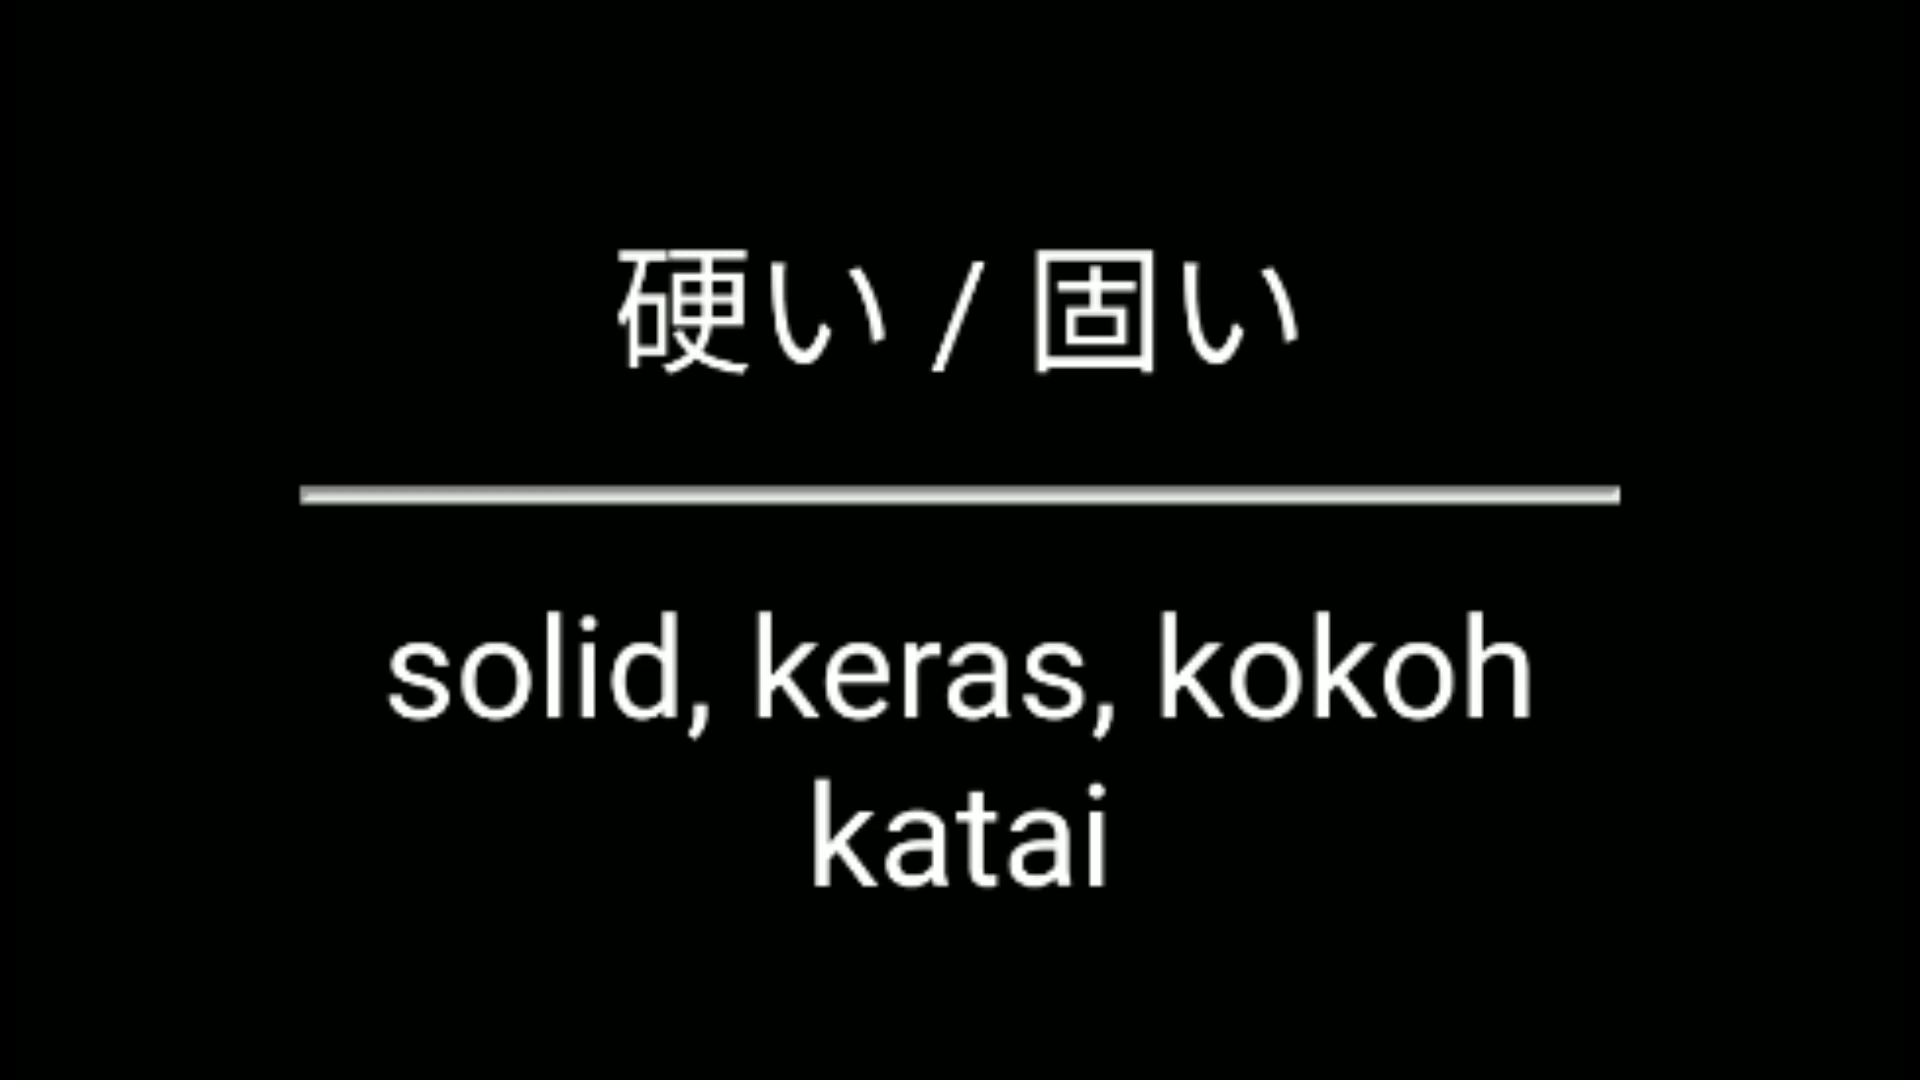 硬い / 固い
solid, keras, kokoh
katai